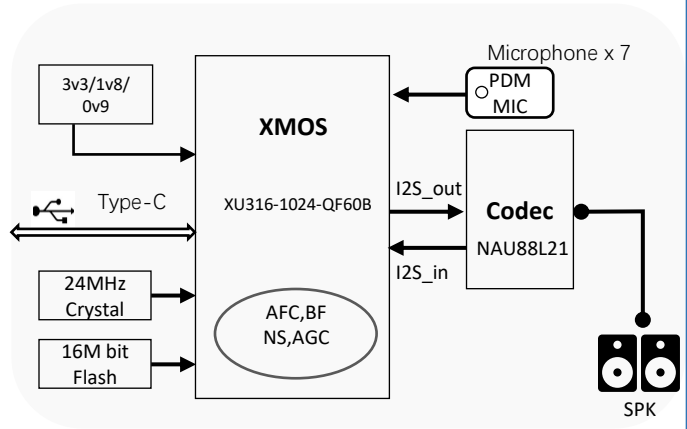 Microphone x 7
3v3/1v8/
0v9
PDM
MIC
XMOS
Type-C
XU316-1024-QF60B
I2S_out
Codec
NAU88L21
I2S_in
24MHz
Crystal
AFC,BF
NS,AGC
16M bit
Flash
SPK